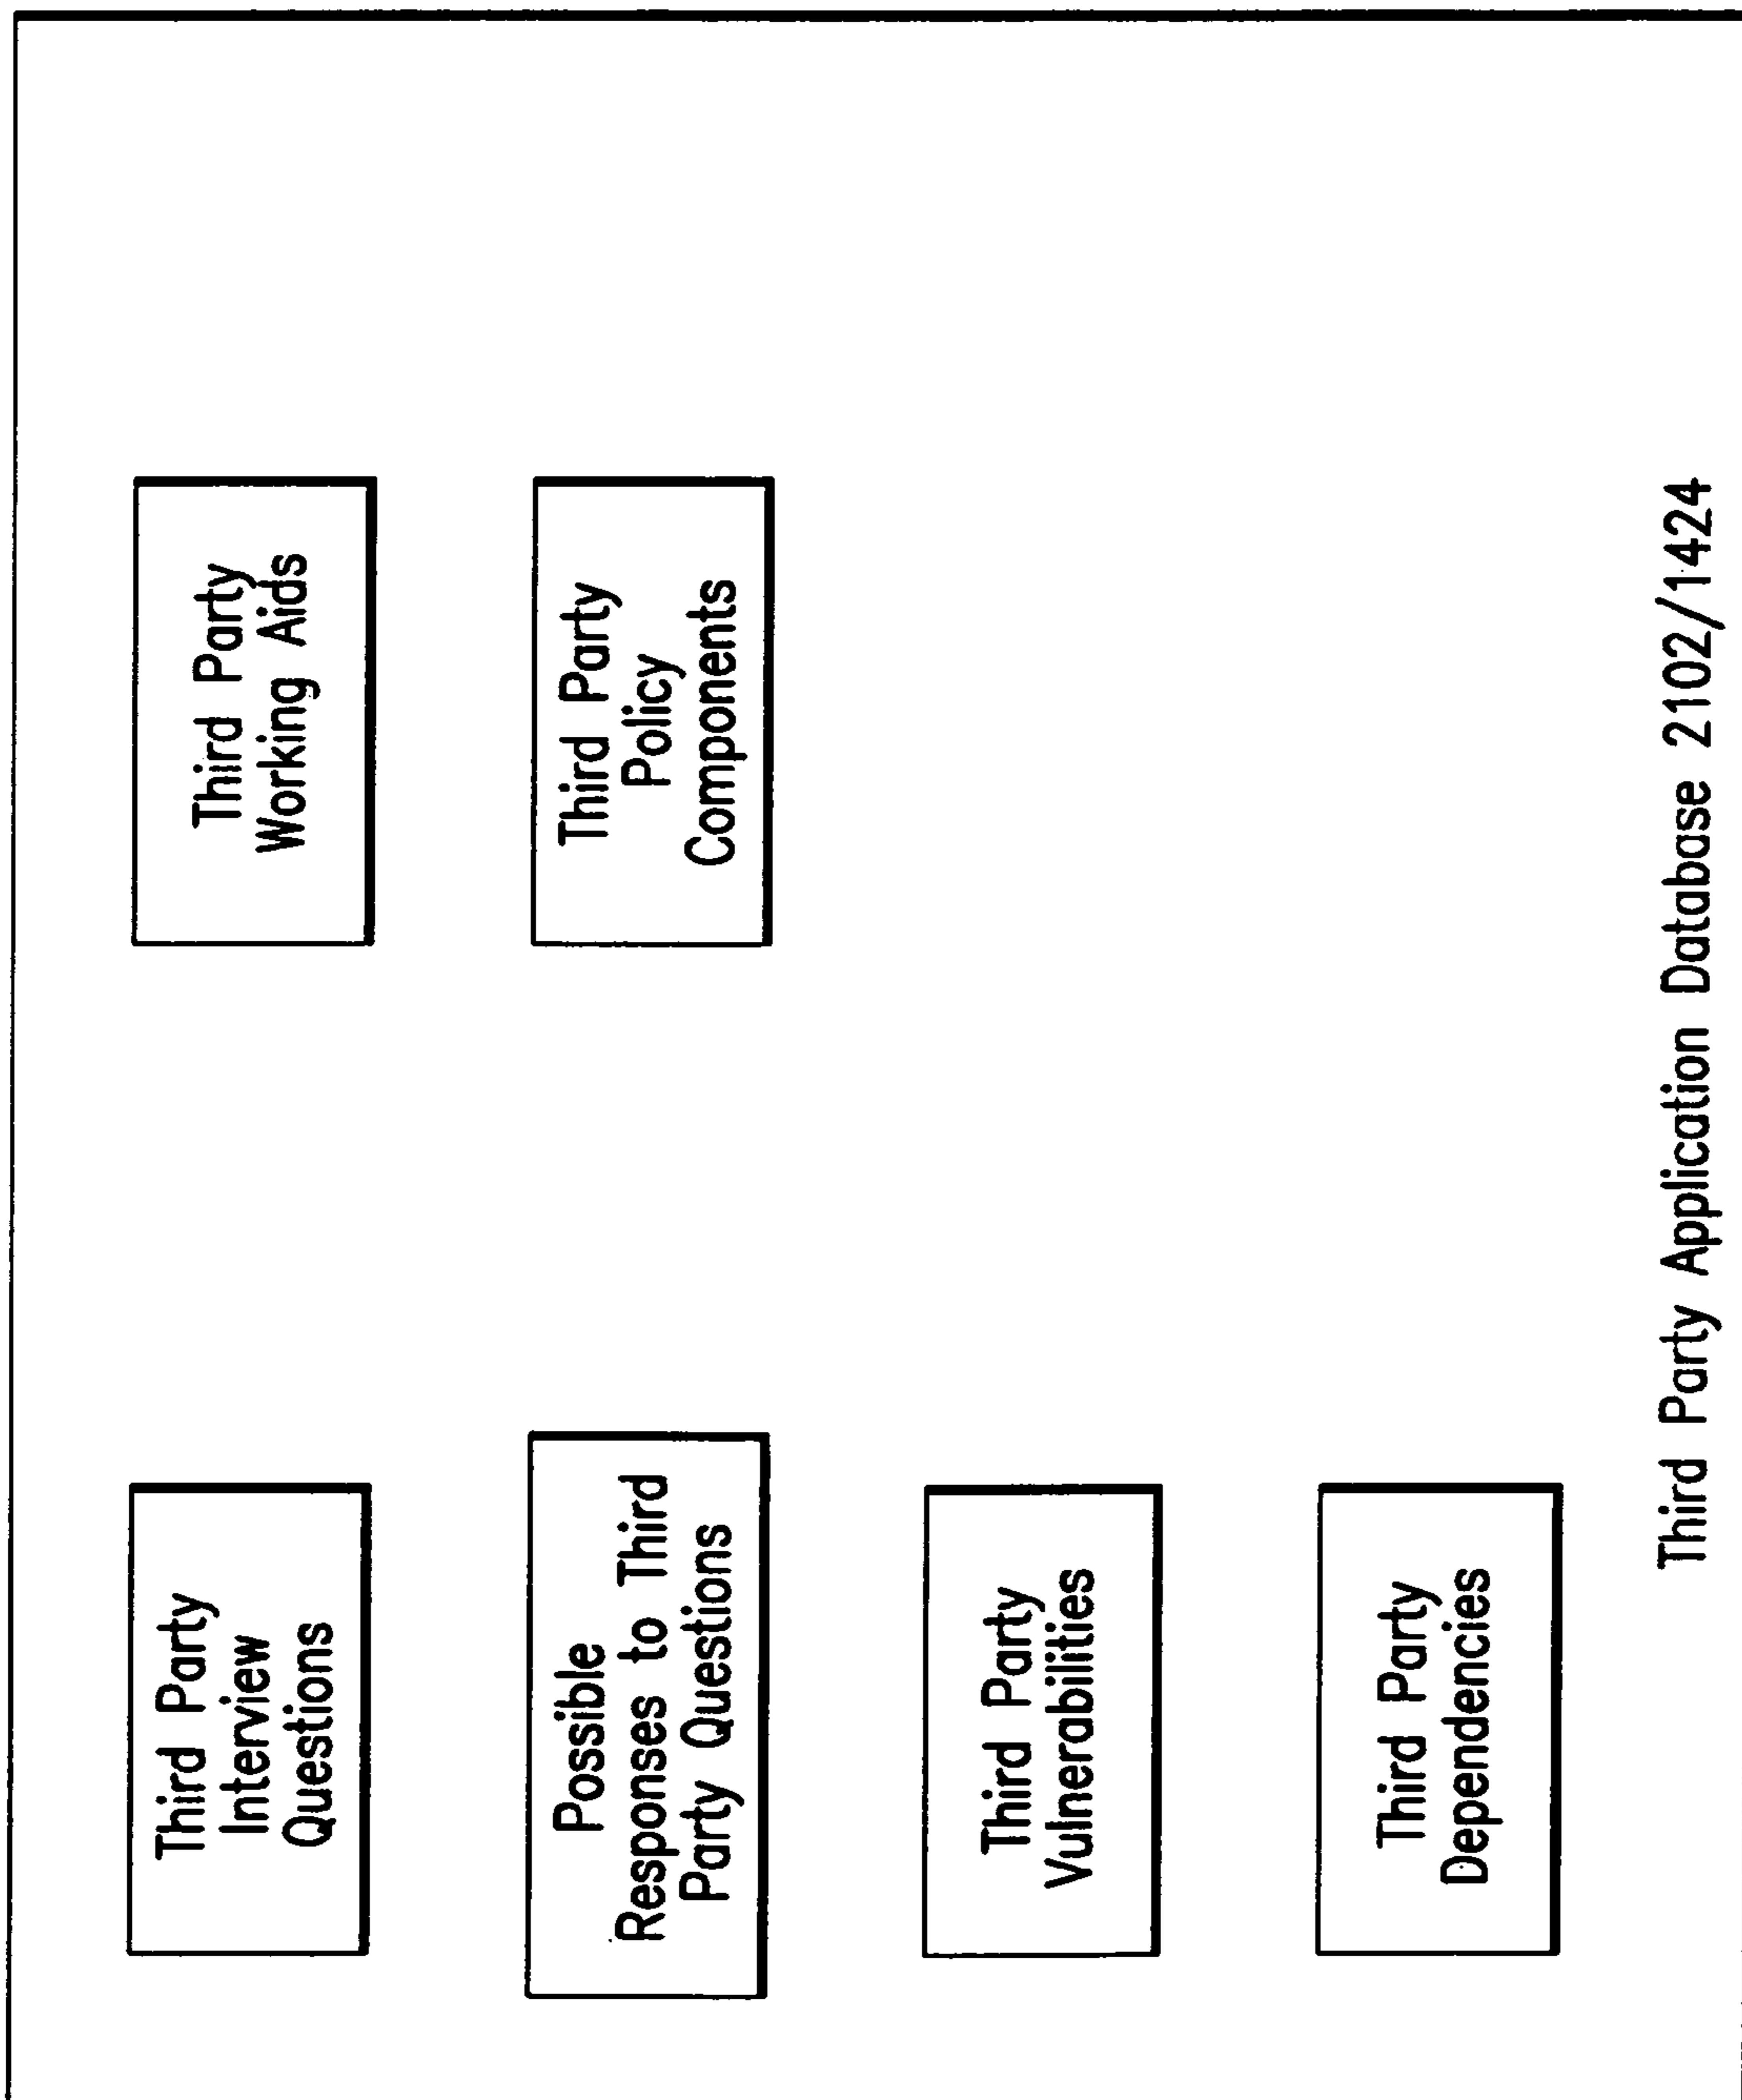 Third Party
Interview
Questions
Possible
Responses to Third
Party Questions
Third Party
Vulnerabilities
Third Party
Dependencies
Third Party
Working Aids
Third Party
Policy
Components
Third Party Application Database 2102/1424